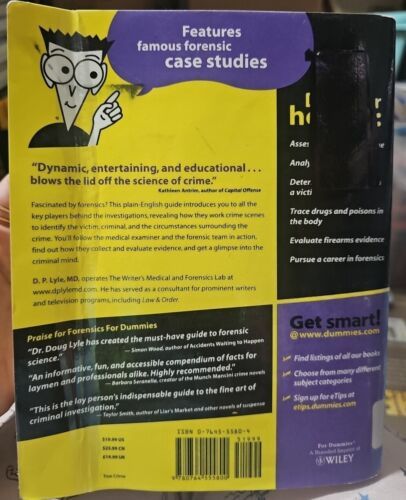 Features
famous forensic
case studies
"Dynamic, entertaining, and educational...
blows the lid off the science of crime."
Kathleen Antrim, author of Capital Offense
Fascinated by forensics? This plain-English guide introduces you to all the
key players behind the investigations, revealing how they work crime scenes
to identify the victim, criminal, and the circumstances surrounding the
crime. You'll follow the medical examiner and the forensic team in action,
find out how they collect and evaluate evidence, and get a glimpse into the
criminal mind.
D. P. Lyle, MD, operates The Writer's Medical and Forensics Lab at
www.dplylemd.com. He has served as a consultant for prominent writers
and television programs, including Law & Order.
Trace drugs and poisons in
the body
Evaluate firearms evidence
Pursue a career in forensics
Praise for Forensics For Dummies
"Dr. Doug Lyle has created the must-have guide to forensic
science."
— Simon Wood, author of Accidents Waiting to Happen
"An informative, fun, and accessible compendium of facts for
laymen and professionals alike. Highly recommended."
— Barbara Seranella, creator of the Munch Mancini crime novels
"This is the lay person's indispensable guide to the fine art of
criminal investigation."
— Taylor Smith, author of Liar's Market and other novels of suspense
Get smart!
@www.dummies.com
Find listings of all our books
Choose from many different
subject categories
Sign up for eTips at
etips.dummies.com
$19.99 US
$25.99 CN
£14.99 UK
True Crime
ISBN 0-7645-5580-4
51999
9 780764 555800
For Dummies
A Branded Imprint of
WILEY